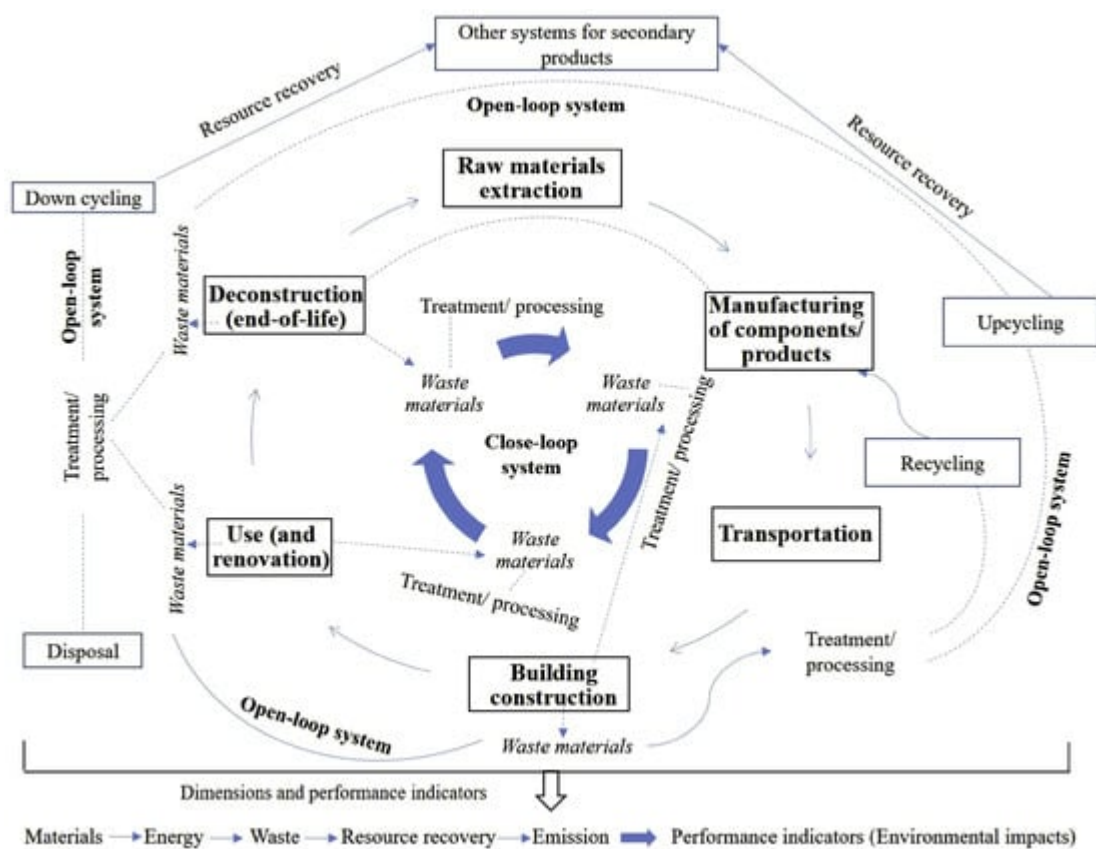 Other systems for secondary
products
Resource recovery
Open-loop system
Resource recovery
Raw materials
extraction
Down cycling
Waste materials
Open-loop
system
Deconstruction
(end-of-life)
Treatment/ processing
Manufacturing
of components/
products
Upcycling
Waste
materials
Waste
materials
Treatment/
processing
Close-loop
system
Treatment/ processing
Recycling
Open-loop system
Waste materials
Use (and
renovation)
Waste
materials
Transportation
Treatment/ processing
Disposal
Treatment/
processing
Building
construction
Open-loop system
Waste materials
Dimensions and performance indicators
Materials Energy Waste Resource recovery Emission Performance indicators (Environmental impacts)